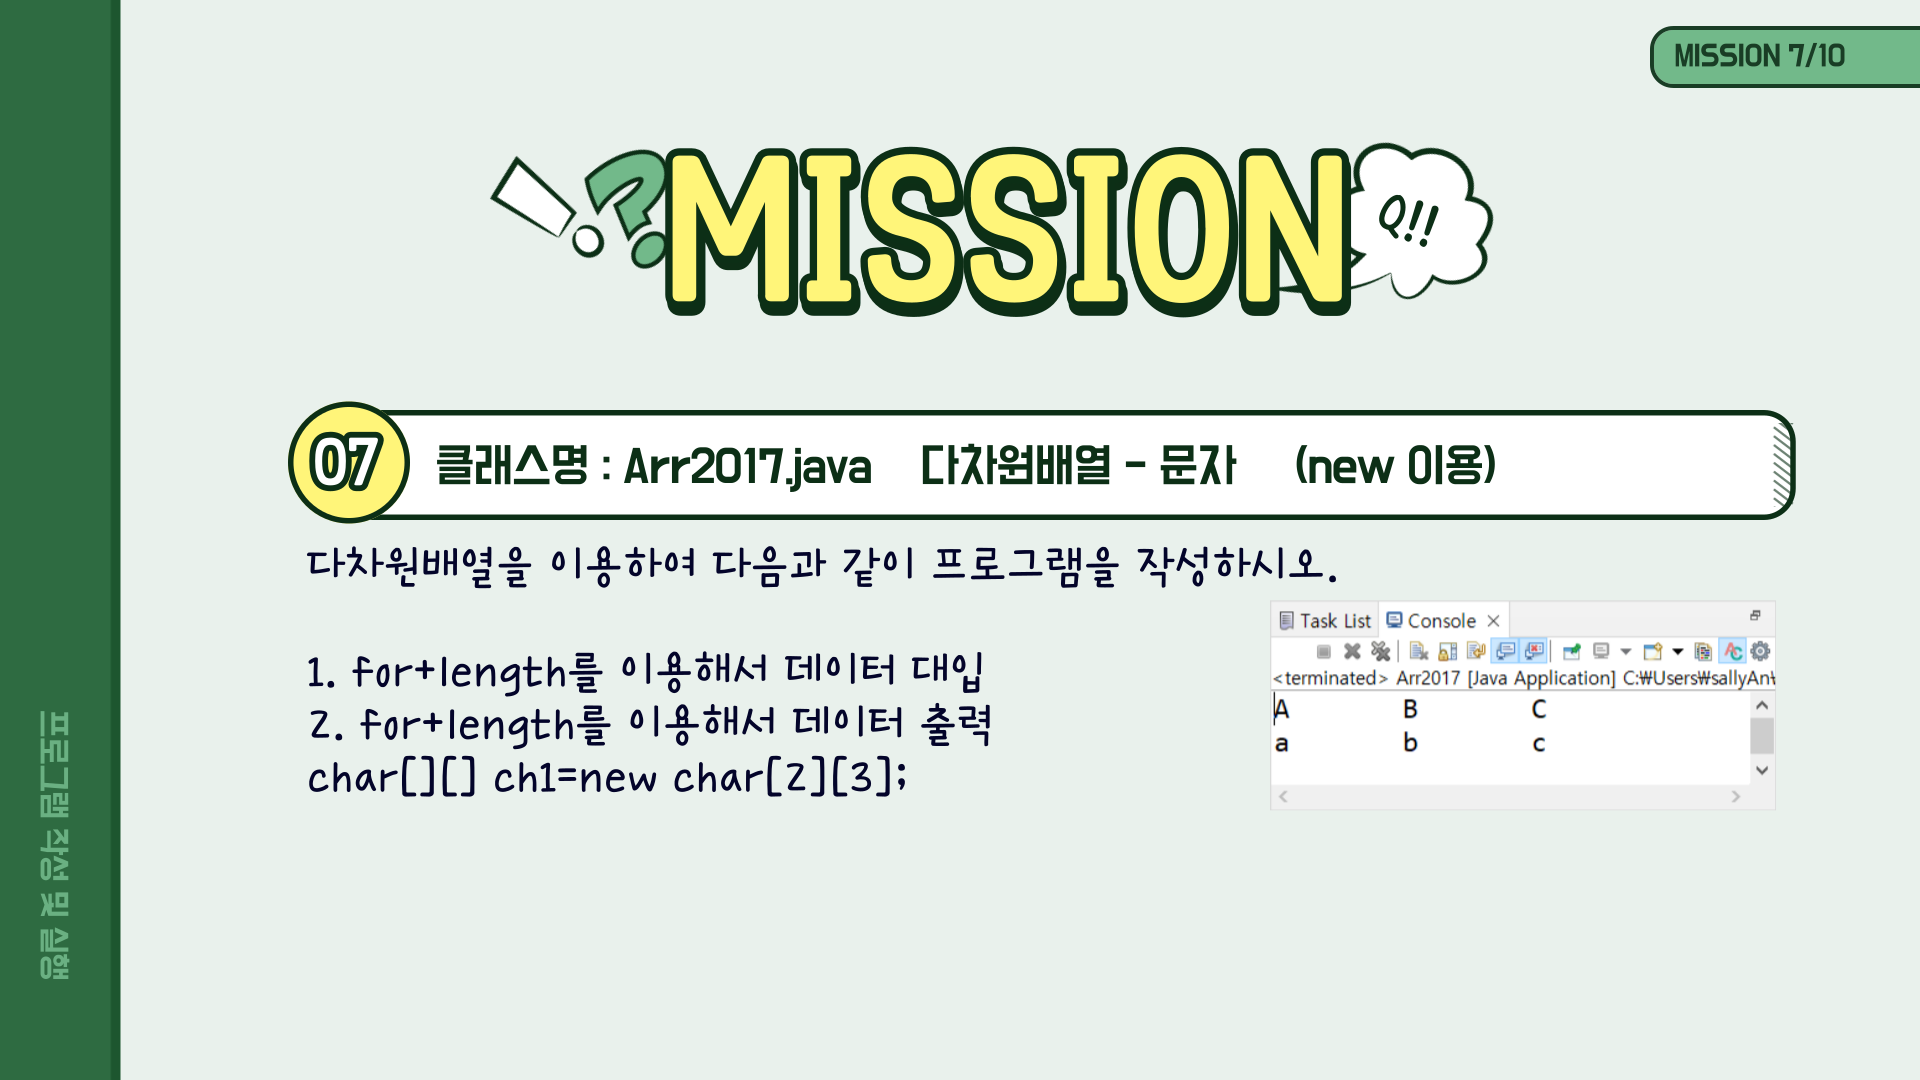 MISSION 7/10
MISSION
Q!!
07
클래스명 : Arr2017.java 다차원배열 - 문자 (new 이용)
다차원배열을 이용하여 다음과 같이 프로그램을 작성하시오.
1. for+length를 이용해서 데이터 대입
2. for+length를 이용해서 데이터 출력
char[][] ch1=new char[2][3];
Task List Console
<terminated> Arr2017 [Java Application] C:₩Users₩sallyAn
A B C
a b c
프로그램 작성 및 실행